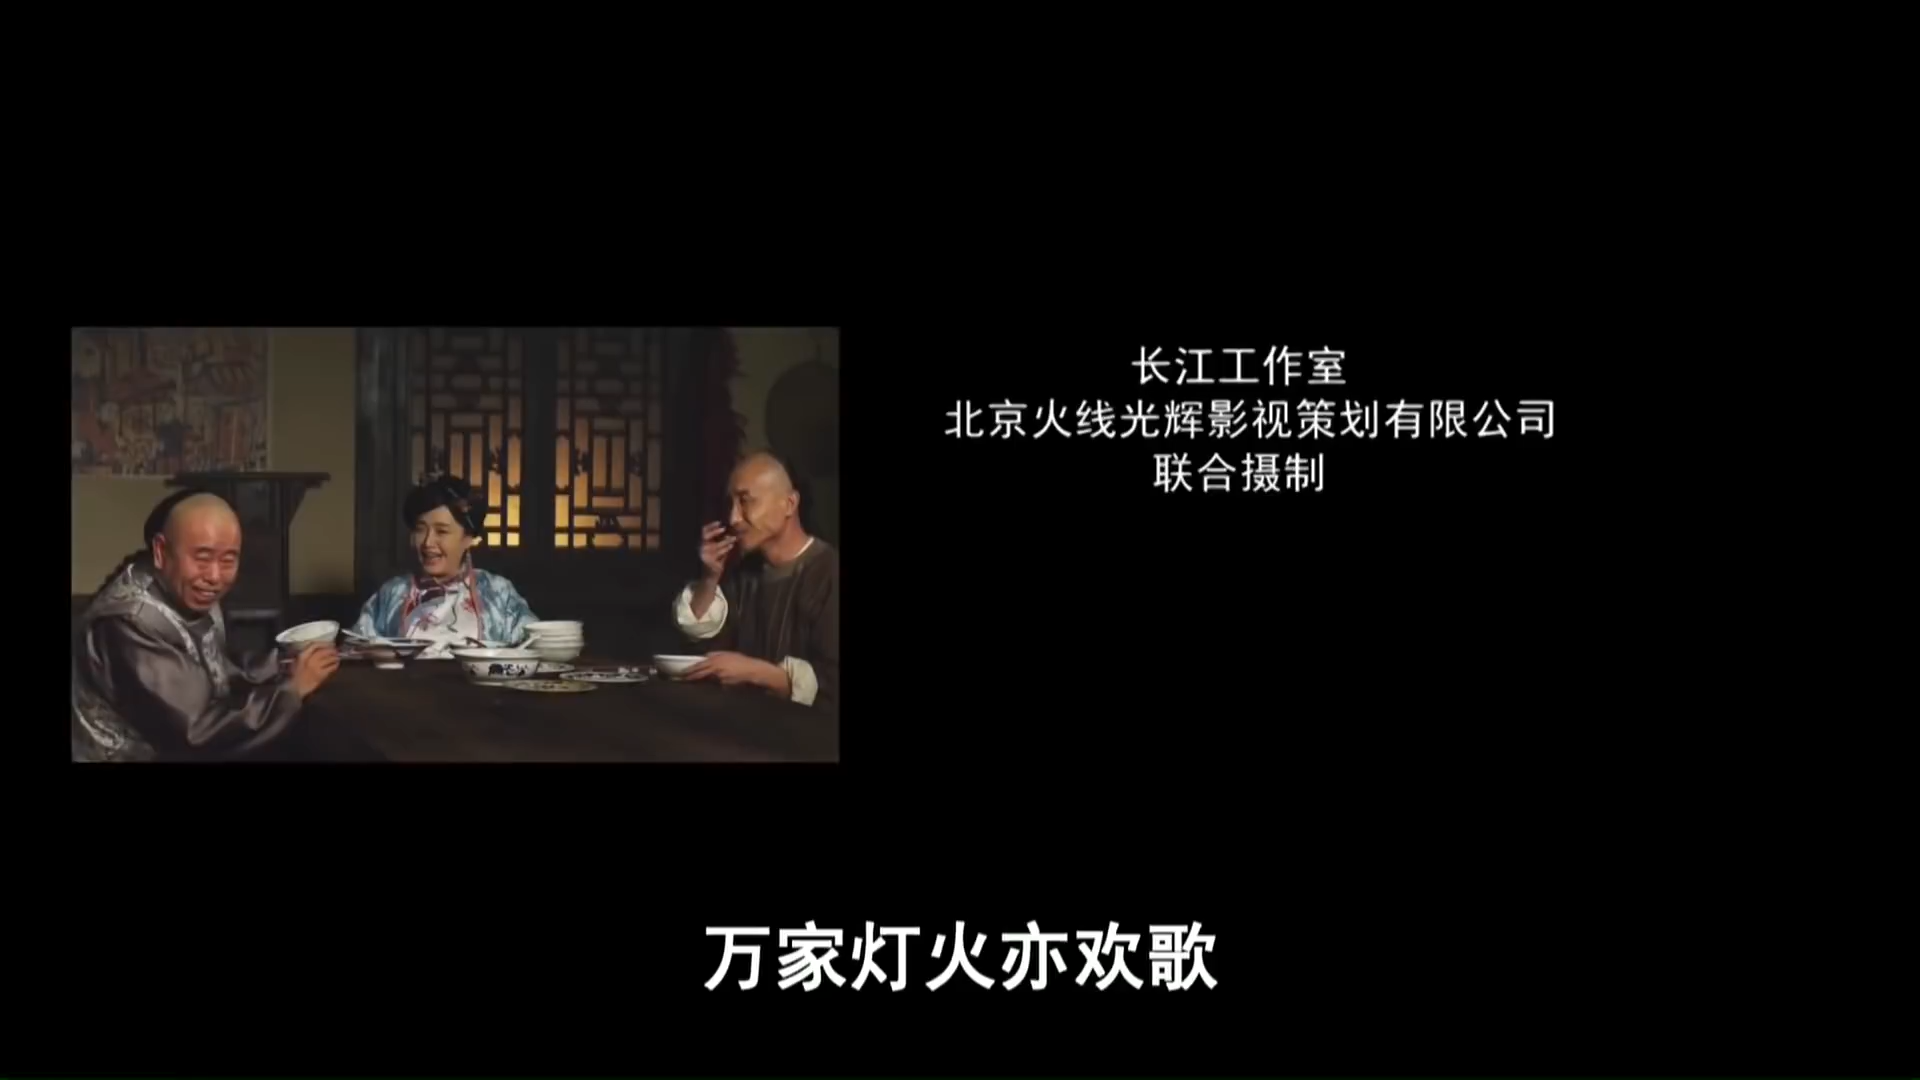 长江工作室
北京火线光辉影视策划有限公司
联合摄制
万家灯火亦欢歌